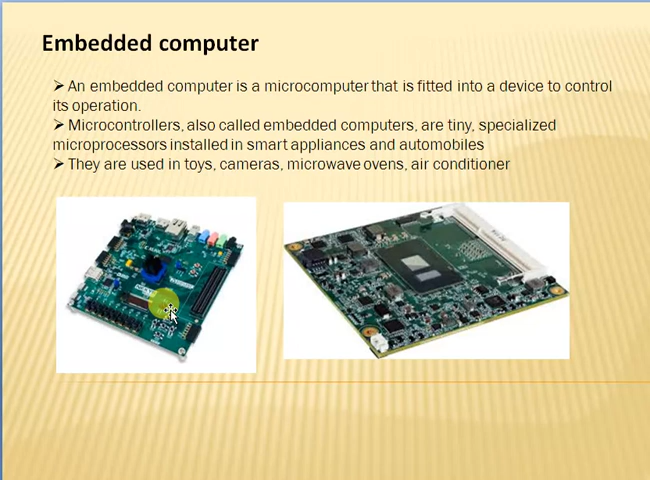 Embedded computer
➢ An embedded computer is a microcomputer that is fitted into a device to control
its operation.
➢ Microcontrollers, also called embedded computers, are tiny, specialized
microprocessors installed in smart appliances and automobiles
➢ They are used in toys, cameras, microwave ovens, air conditioner